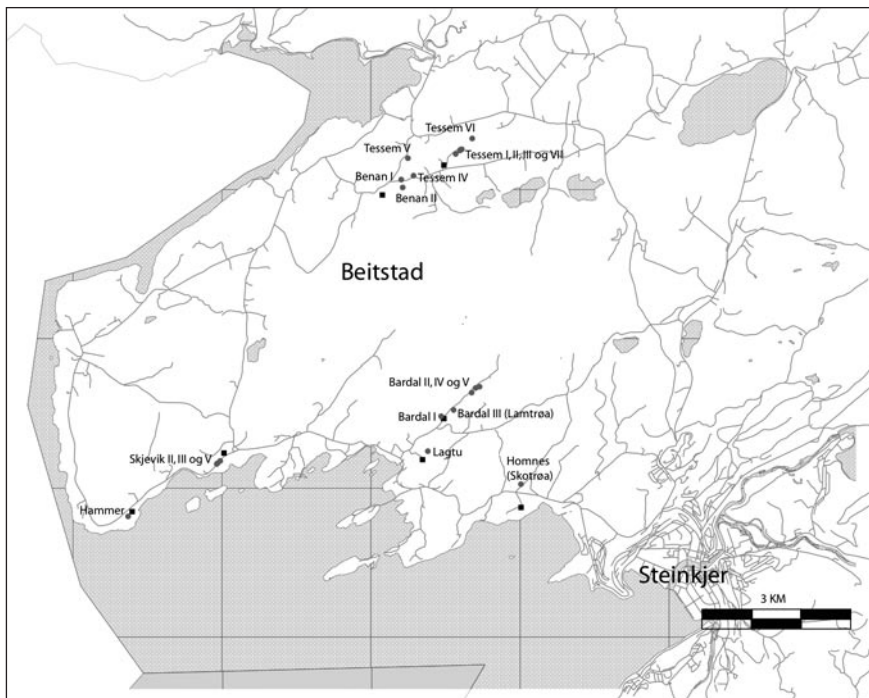 Tessem VI
Tessem V
Tessem I, II, III og VII
Benan I
Tessem IV
Benan II
Beitstad
Bardal II, IV og V
Bardal I
Bardal III (Lamtrøa)
Skjevik II, III og V
Lagtu
Homnes
(Skotrøa)
Hammer
Steinkjer
3 KM